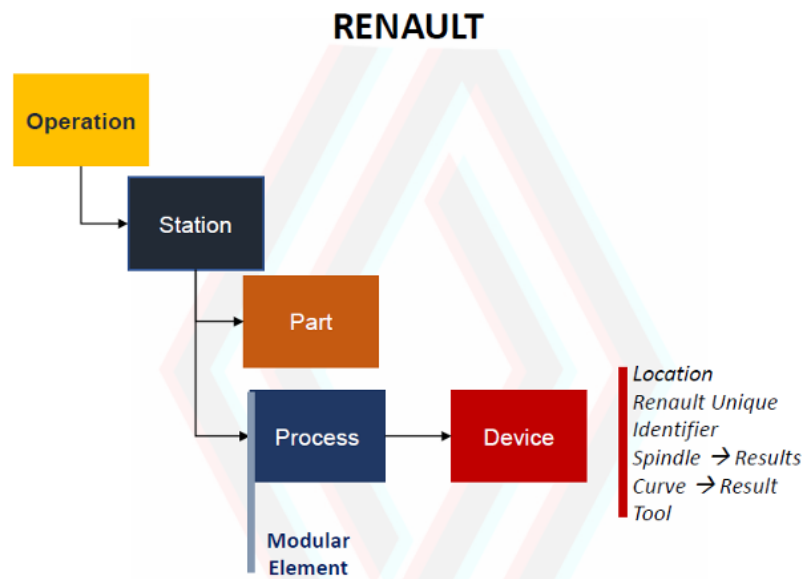 RENAULT
Operation
Station
Part
Process
Device
Location
Renault Unique
Identifier
Spindle → Results
Curve → Result
Tool
Modular
Element